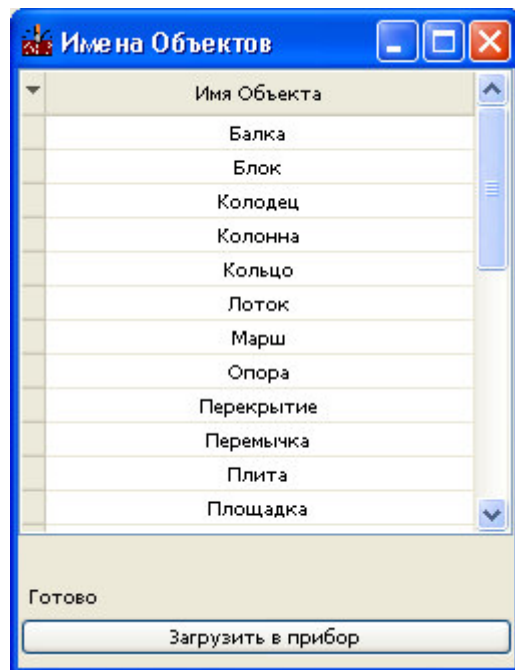 Имена Объектов
Имя Объекта
Балка
Блок
Колодец
Колонна
Кольцо
Лоток
Марш
Опора
Перекрытие
Перемычка
Плита
Площадка
Готово
Загрузить в прибор